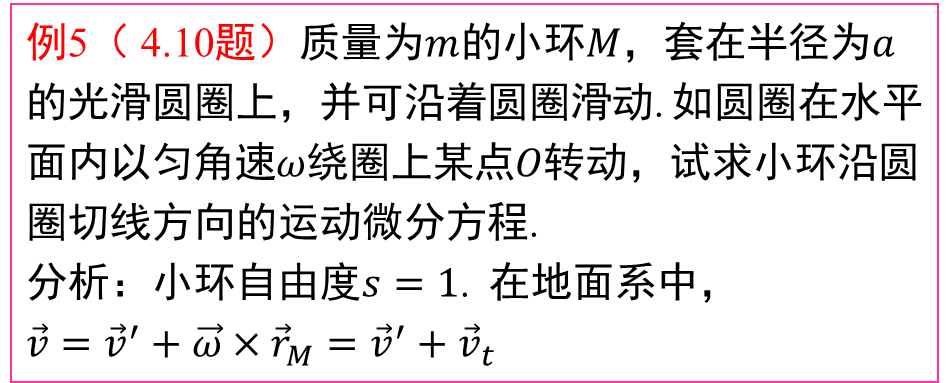 例5（ 4.10题）质量为m的小环M，套在半径为a
的光滑圆圈上，并可沿着圆圈滑动. 如圆圈在水平
面内以匀角速ω绕圈上某点O转动，试求小环沿圆
圈切线方向的运动微分方程.
分析：小环自由度s = 1. 在地面系中，
v⃗ = v⃗′ + ω⃗ × r⃗_M = v⃗′ + v⃗_t